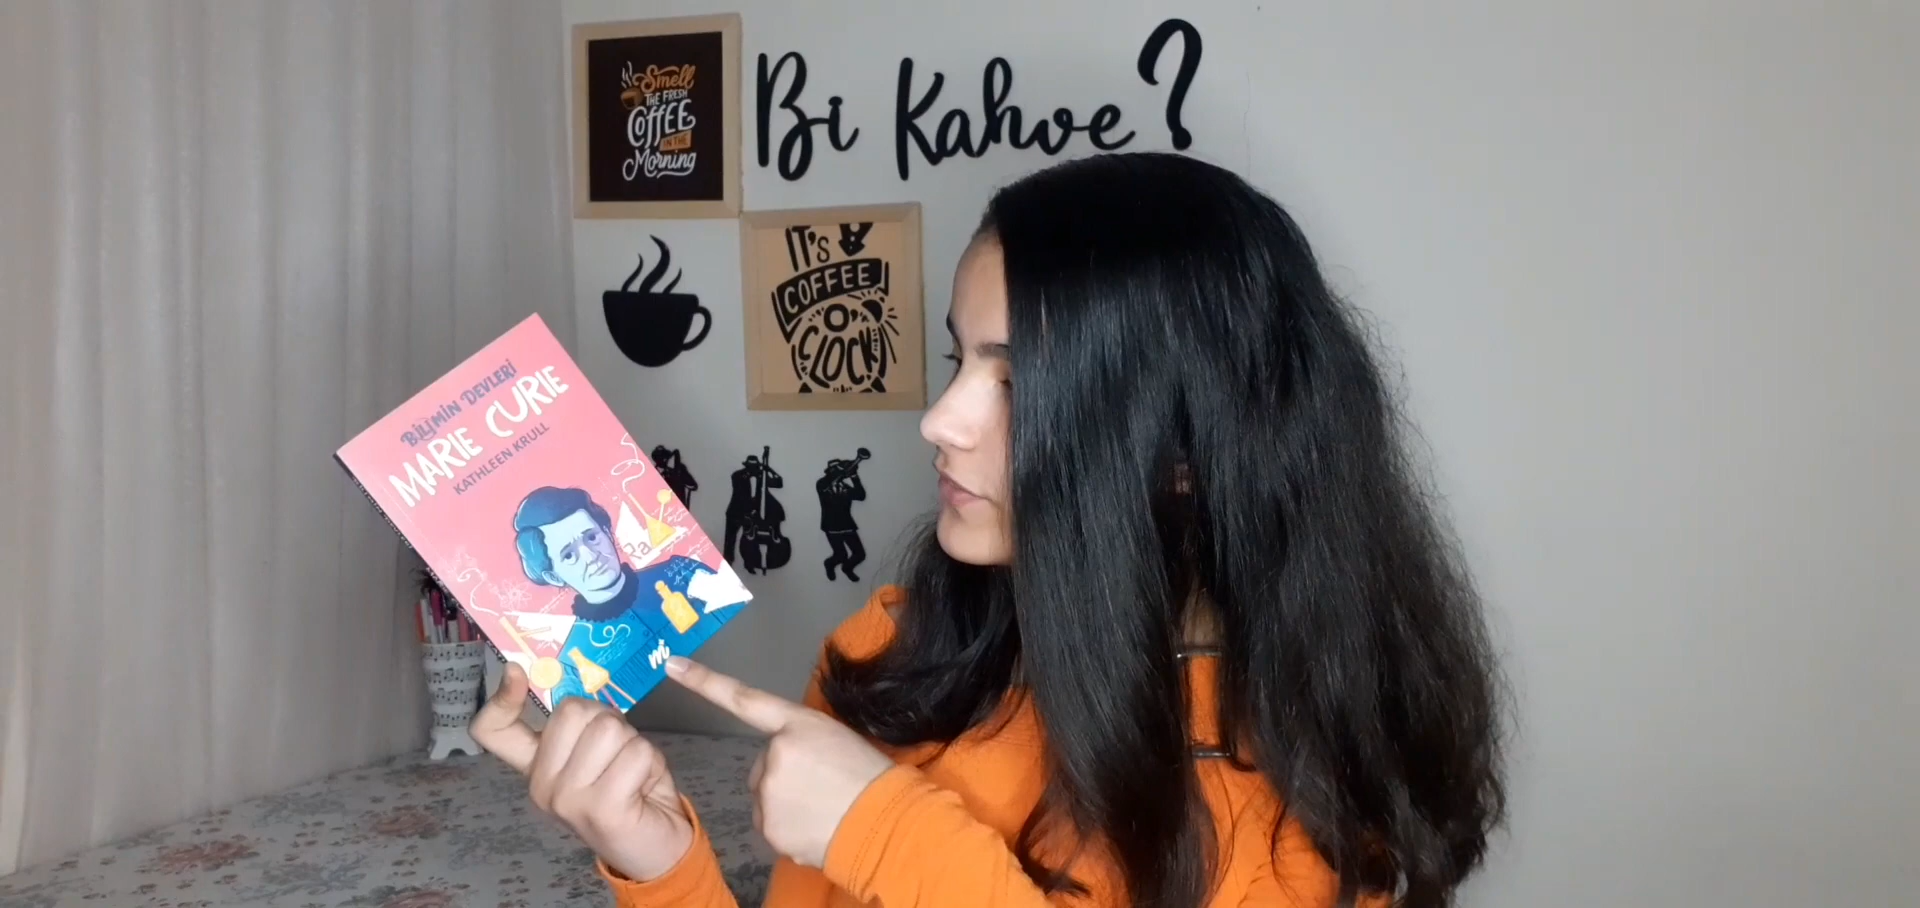 Smell
THE FRESH
COFFEE
IN THE
Morning
Bi Kahve?
IT'S
COFFEE
O'
CLOCK
BİLİMİN DEVLERİ
MARIE CURIE
KATHLEEN KRULL
Ra
m